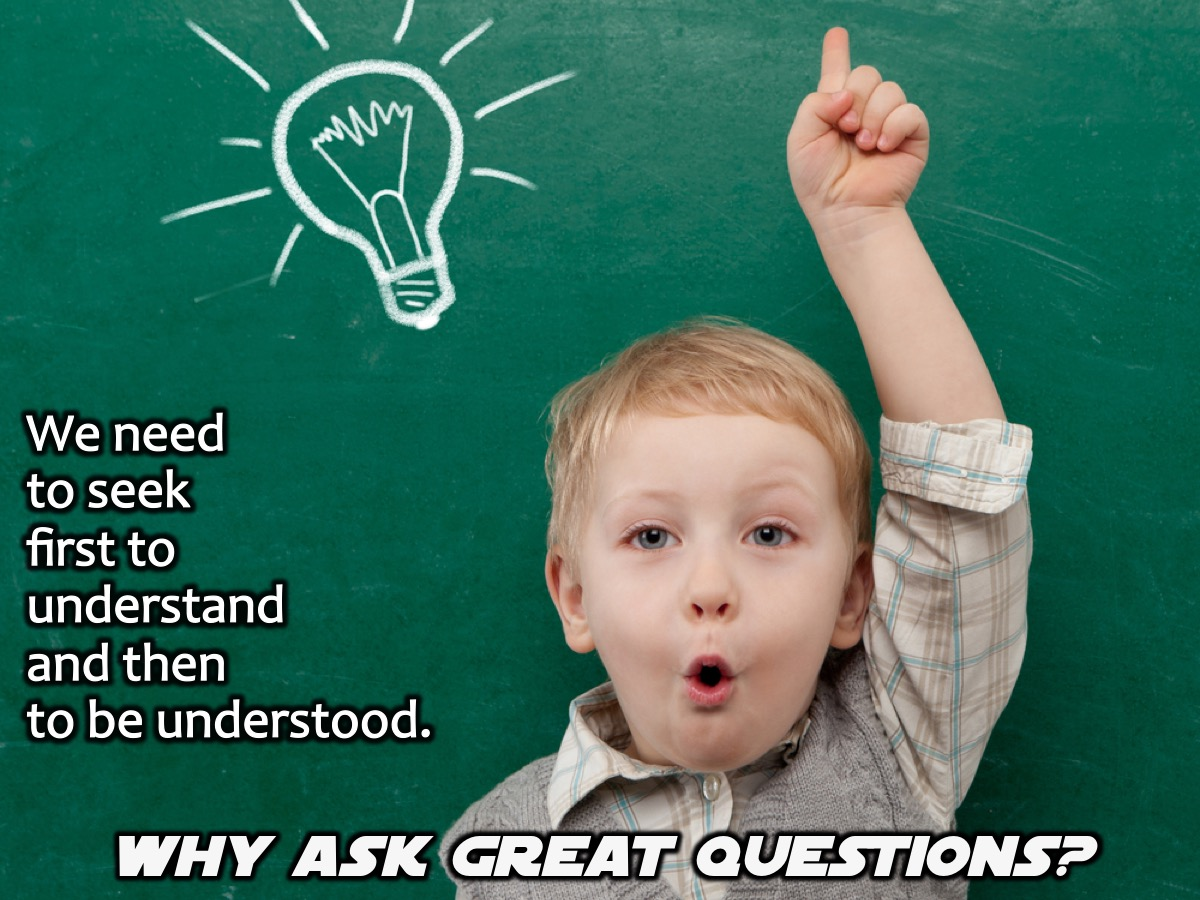 We need
to seek
first to
understand
and then
to be understood.
WHY ASK GREAT QUESTIONS?